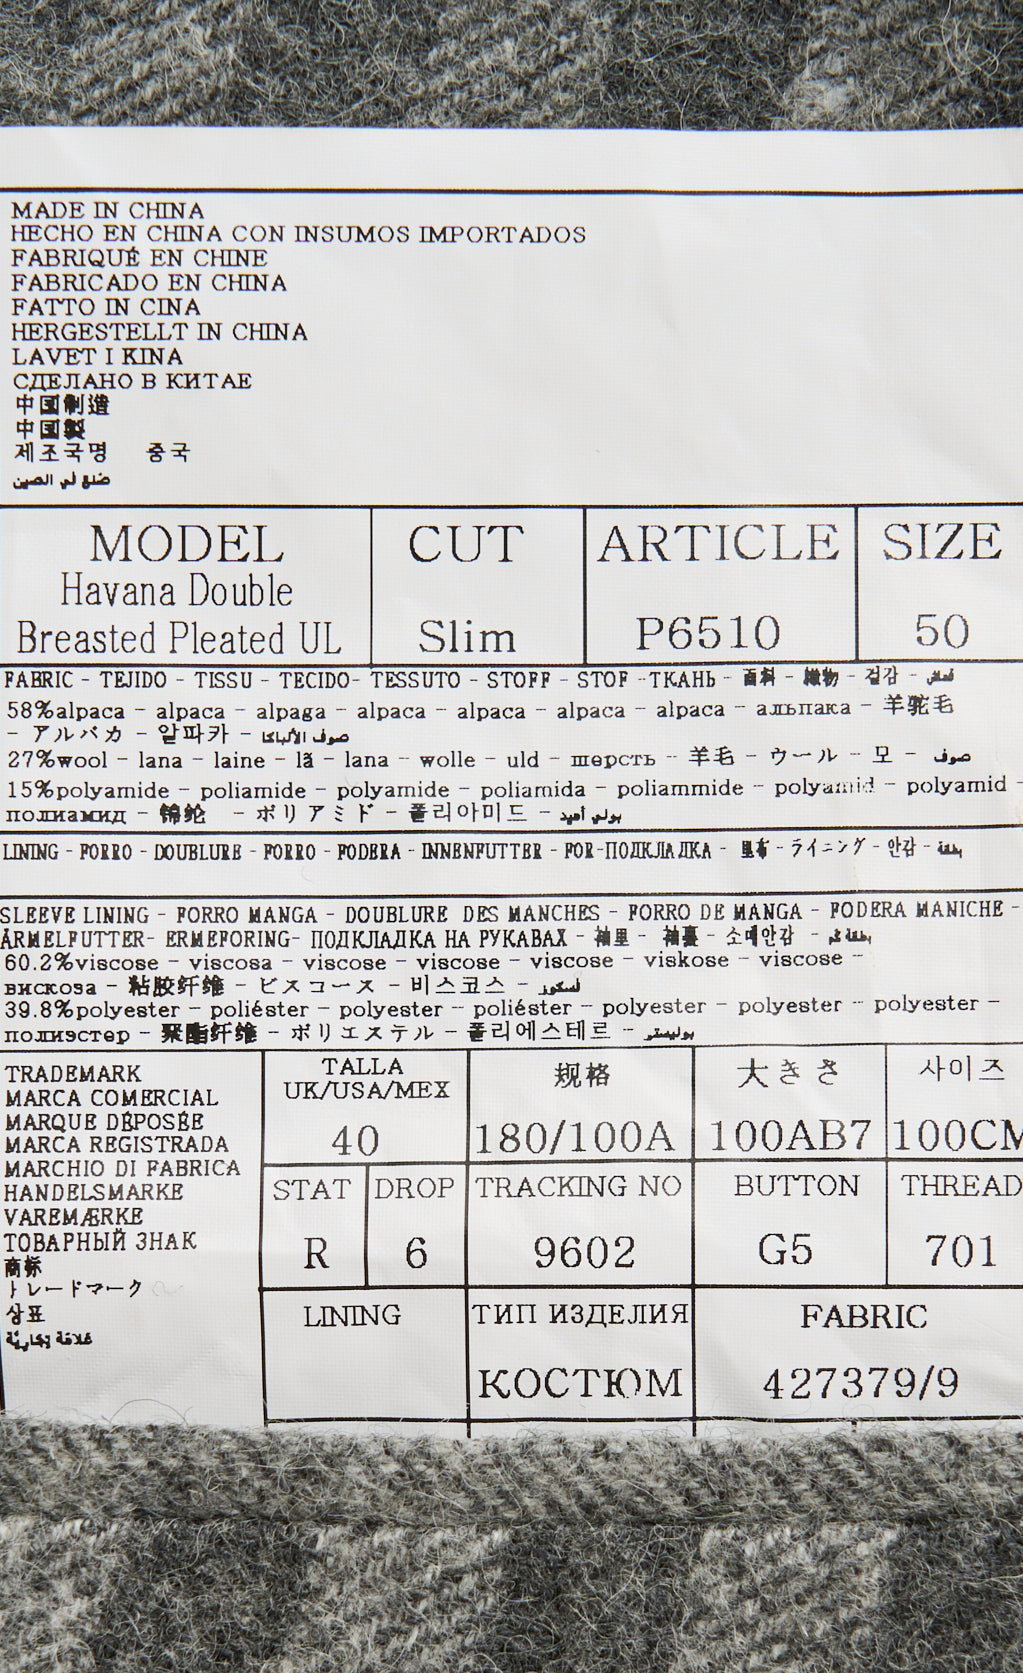 MADE IN CHINA
HECHO EN CHINA CON INSUMOS IMPORTADOS
FABRIQUÉ EN CHINE
FABRICADO EN CHINA
FATTO IN CINA
HERGESTELLT IN CHINA
LAVET I KINA
СДЕЛАНО В КИТАЕ
中国制造
中国製
제조국명 중국
صنع في الصين
MODEL CUT ARTICLE SIZE
Havana Double
Breasted Pleated UL Slim P6510 50
FABRIC - TEJIDO - TISSU - TECIDO- TESSUTO - STOFF - STOF -ТКАНЬ - 面料 - 織物 - 겉감 - قماش
58%alpaca - alpaca - alpaga - alpaca - alpaca - alpaca - alpaca - альпака - 羊驼毛
- アルパカ - 알파카 - صوف الألباكا
27%wool - lana - laine - lã - lana - wolle - uld - шерсть - 羊毛 - ウール - 모 - صوف
15%polyamide - poliamide - polyamide - poliamida - poliammide - polyamid - polyamid -
полиамид - 锦纶 - ポリアミド - 폴리아미드 - بولي أميد
LINING - FORRO - DOUBLURE - FORRO - FODERA - INNENFUTTER - FOR-ПОДКЛАДКА - 里布 - ライニング - 안감 - بطانة
SLEEVE LINING - FORRO MANGA - DOUBLURE DES MANCHES - FORRO DE MANGA - FODERA MANICHE -
ÄRMELFUTTER- ERMEFORING- ПОДКЛАДКА НА РУКАВАХ - 袖里 - 袖裏 - 소매안감 - بطانة كم
60.2%viscose - viscosa - viscose - viscose - viscose - viskose - viscose -
вискоза - 粘胶纤维 - ビスコース - 비스코스 -
39.8%polyester - poliéster - polyester - poliéster - polyester - polyester - polyester -
полиэстер - 聚酯纤维 - ポリエステル - 폴리에스테르 - بوليستر
TRADEMARK
MARCA COMERCIAL
MARQUE DÉPOSÉE
MARCA REGISTRADA
MARCHIO DI FABRICA
HANDELSMARKE
VAREMÆRKE
ТОВАРНЫЙ ЗНАК
商标
トレードマーク
상표
علامة تجارية
TALLA 规格 大きさ 사이즈
UK/USA/MEX
40 180/100A 100AB7 100CM
STAT DROP TRACKING NO BUTTON THREAD
R 6 9602 G5 701
LINING ТИП ИЗДЕЛИЯ FABRIC
КОСТЮМ 427379/9